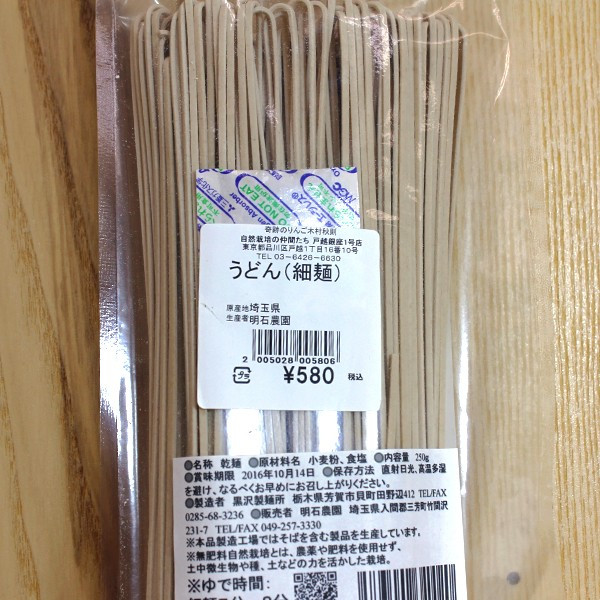 DO NOT EAT
奇跡のりんご木村秋則
自然栽培の仲間たち 戸越銀座1号店
東京都品川区戸越1丁目16番10号
TEL 03-6426-6630
うどん(細麺)
原産地 埼玉県
生産者 明石農園
2 005028 005806
プラ ¥580 税込
●名称 乾麺 ●原材料名 小麦粉、食塩 ●内容量 250g
●賞味期限 2016年10月14日 ●保存方法 直射日光、高温多湿
を避け、なるべくお早めにお召し上がりください。
●製造者 黒沢製麺所 栃木県芳賀市貝町田野辺412 TEL/FAX
0285-68-3236 ●販売者 明石農園 埼玉県入間郡三芳町竹間沢
231-7 TEL/FAX 049-257-3330
※本品製造工場ではそばを含む製品を生産しています。
※無肥料自然栽培とは、農薬や肥料を使用せず、
土中微生物や種、土などの力を活かした栽培。
※ゆで時間: